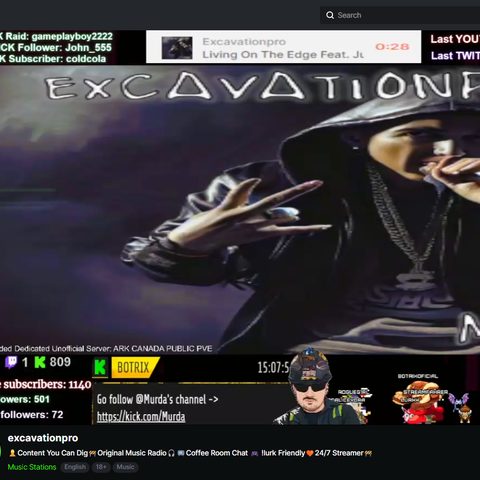 Search
K Raid: gameplayboy2222
CK Follower: John_555
K Subscriber: coldcola
Excavationpro
Living On The Edge Feat. Ju
0:28
Last YOU
Last TWIT
EXCAVATIONP
ded Dedicated Unofficial Server: ARK CANADA PUBLIC PVE
1 K 809
K BOTRIX
15:07:5
e subscribers: 1140
owers: 501
followers: 72
Go follow @Murda's channel ->
https://kick.com/Murda
BOTRIXOFICIAL
excavationpro
Content You Can Dig Original Music Radio Coffee Room Chat !lurk Friendly 24/7 Streamer
Music Stations English 18+ Music